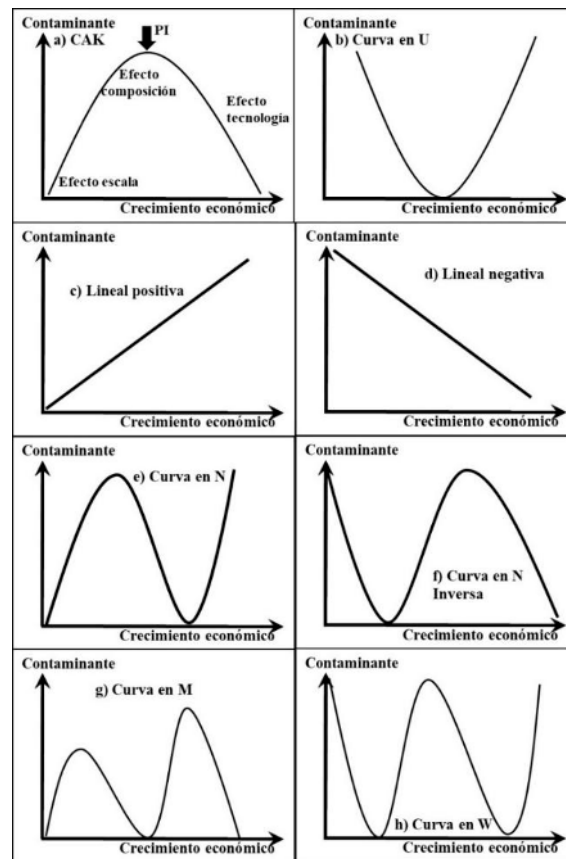 Contaminante
a) CAK
PI
Efecto
composición
Efecto
tecnología
Efecto escala
Crecimiento económico
Contaminante
b) Curva en U
Crecimiento económico
Contaminante
c) Lineal positiva
Crecimiento económico
Contaminante
d) Lineal negativa
Crecimiento económico
Contaminante
e) Curva en N
Crecimiento económico
Contaminante
f) Curva en N
Inversa
Crecimiento económico
Contaminante
g) Curva en M
Crecimiento económico
Contaminante
h) Curva en W
Crecimiento económico